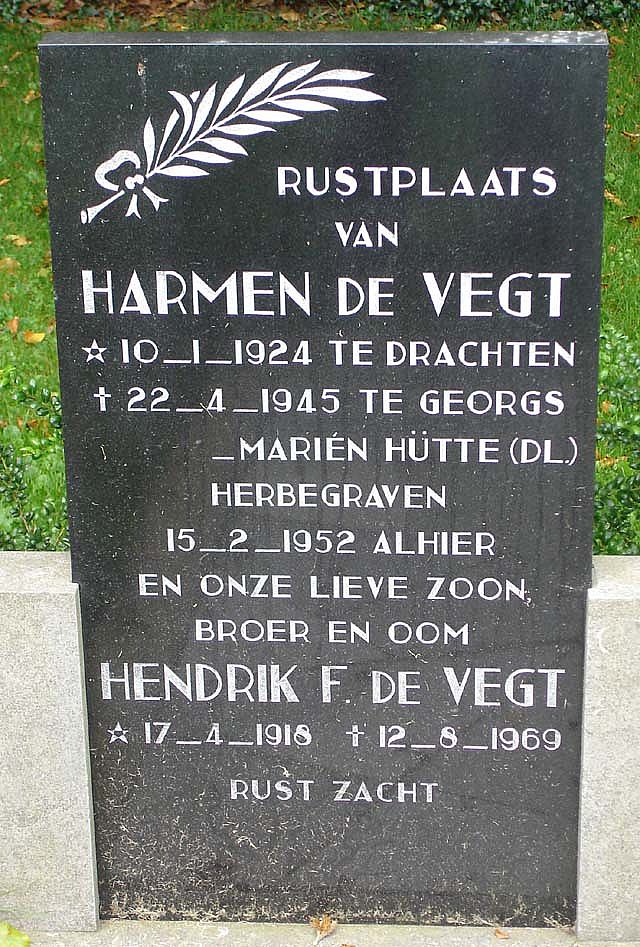 RUSTPLAATS
VAN
HARMEN DE VEGT
☆ 10_1_1924 TE DRACHTEN
† 22_4_1945 TE GEORGS
_MARIÉN HÜTTE (DL.)
HERBEGRAVEN
15_2_1952 ALHIER
EN ONZE LIEVE ZOON,
BROER EN OOM
HENDRIK F. DE VEGT
☆ 17_4_1918 † 12_8_1969
RUST ZACHT